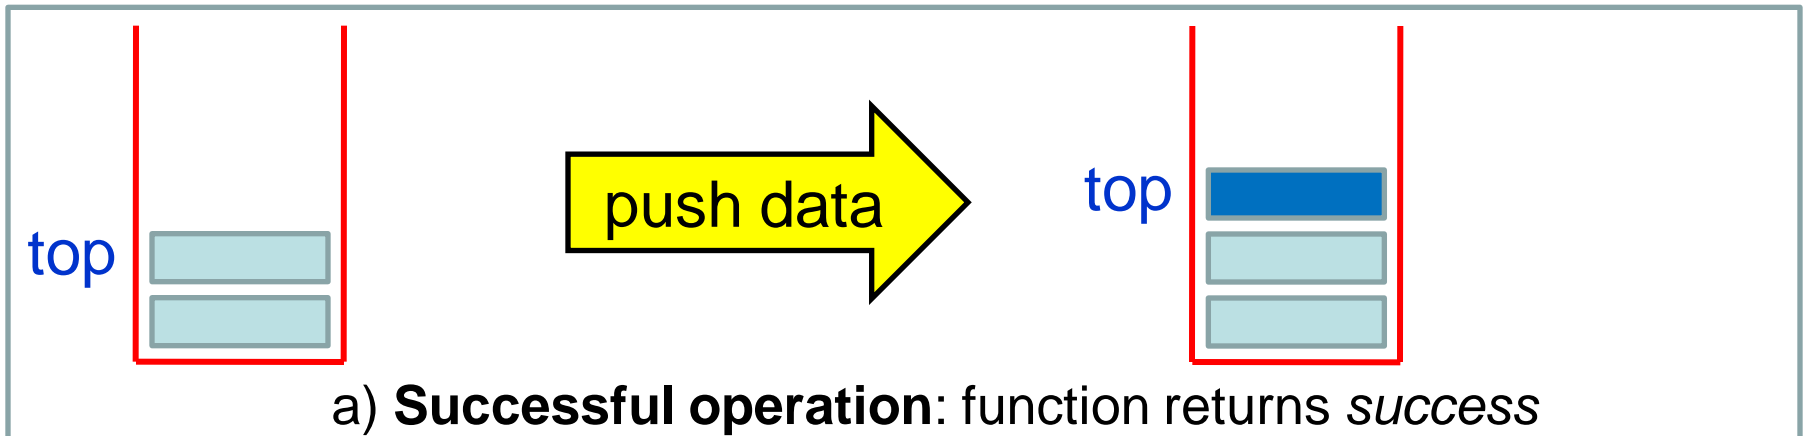 top
push data
top
a) Successful operation: function returns success